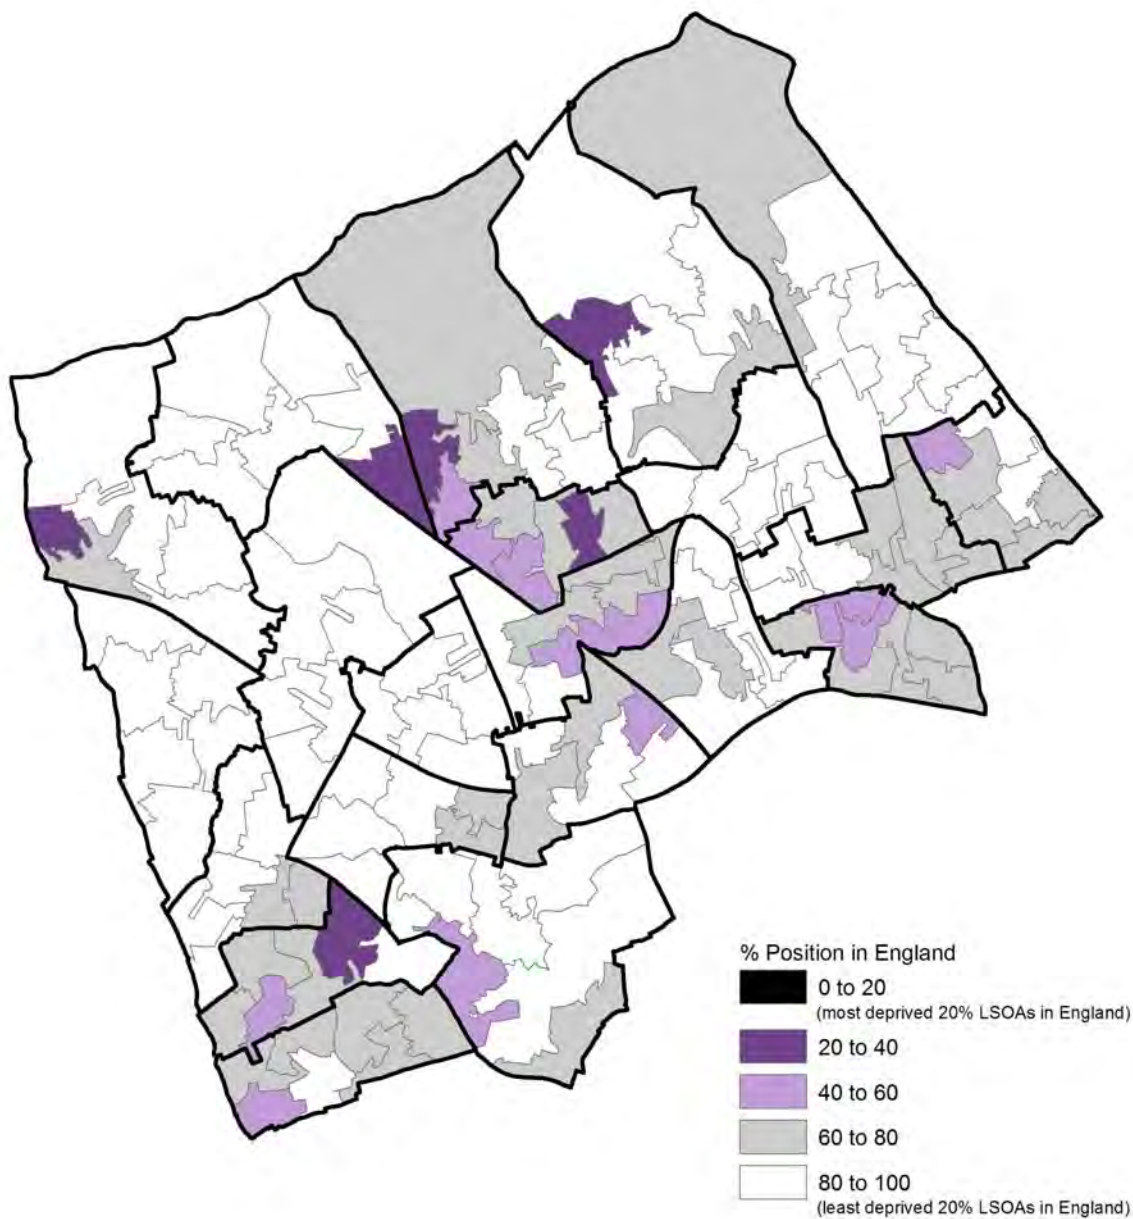 % Position in England
0 to 20
(most deprived 20% LSOAs in England)
20 to 40
40 to 60
60 to 80
80 to 100
(least deprived 20% LSOAs in England)